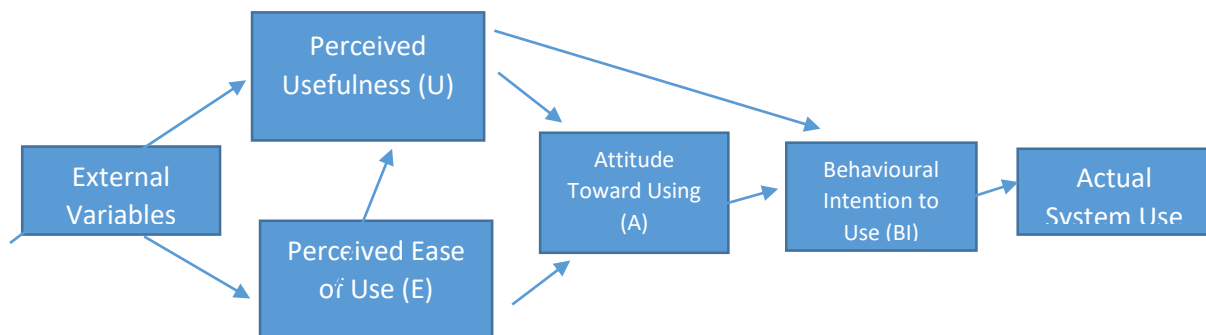 Perceived
Usefulness (U)
External
Variables
Perceived Ease
of Use (E)
Attitude
Toward Using
(A)
Behavioural
Intention to
Use (BI)
Actual
System Use